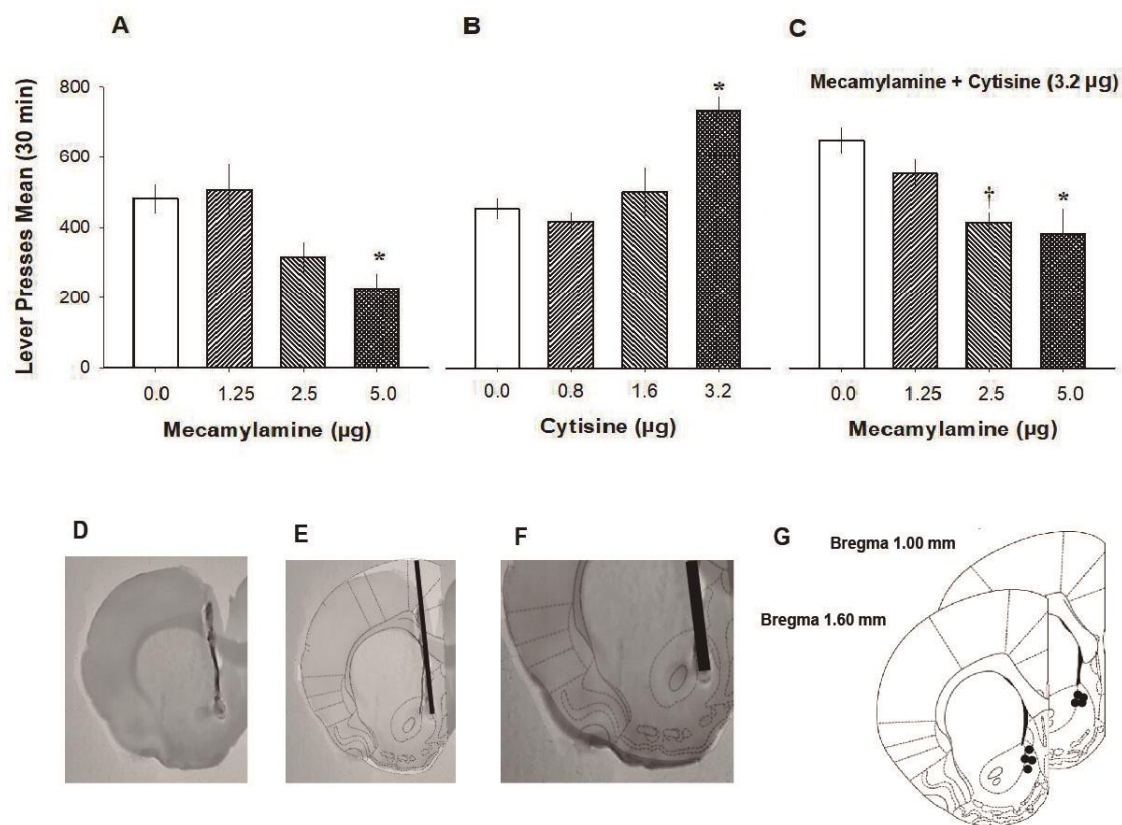 A
B
C
Mecamylamine + Cytisine (3.2 µg)
Lever Presses Mean (30 min)
800
600
400
200
0
*
*
†
*
0.0 1.25 2.5 5.0
0.0 0.8 1.6 3.2
0.0 1.25 2.5 5.0
Mecamylamine (µg)
Cytisine (µg)
Mecamylamine (µg)
D
E
F
G
Bregma 1.00 mm
Bregma 1.60 mm